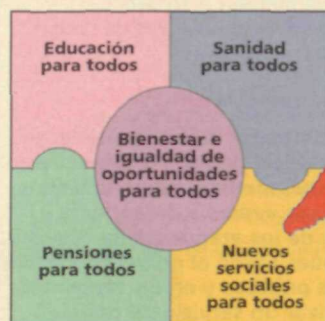 Educación
para todos
Sanidad
para todos
Bienestar e
igualdad de
oportunidades
para todos
Pensiones
para todos
Nuevos
servicios
sociales
para todos